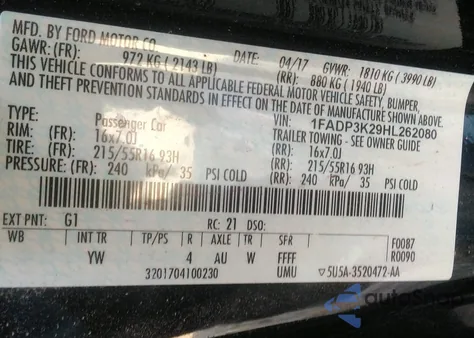 MFD. BY FORD MOTOR CO.
DATE: 04/17 GVWR: 1810 KG (3990 LB)
GAWR: (FR): 972 KG (2143 LB) (RR): 880 KG (1940 LB)
THIS VEHICLE CONFORMS TO ALL APPLICABLE FEDERAL MOTOR VEHICLE SAFETY, BUMPER,
AND THEFT PREVENTION STANDARDS IN EFFECT ON THE DATE OF MANUFACTURE SHOWN ABOVE.
VIN: 1FADP3K29HL262080
Passenger Car TRAILER TOWING - SEE OWNER GUIDE
RIM: (FR): 16x7.0J (RR): 16x7.0J
TIRE: (FR): 215/55R16 93H (RR): 215/55R16 93H
PRESSURE: (FR): 240 kPa/ 35 PSI COLD (RR): 240 kPa/ 35 PSI COLD
EXT PNT: G1 RC: 21 DSO:
WB INT TR TP/PS R AXLE TR SFR F0087
YW 4 AU W FFFF R0090
3201704100230 UMU ▽5U5A-3520472-AA
autoshop